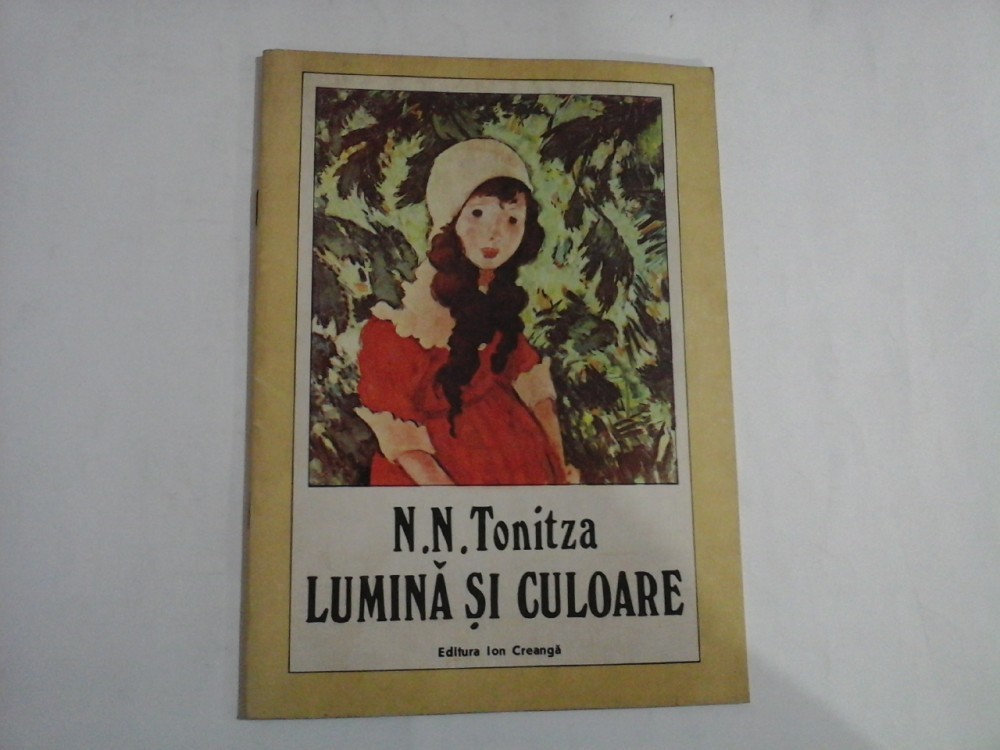 N.N.Tonitza
LUMINĂ ȘI CULOARE
Editura Ion Creangă